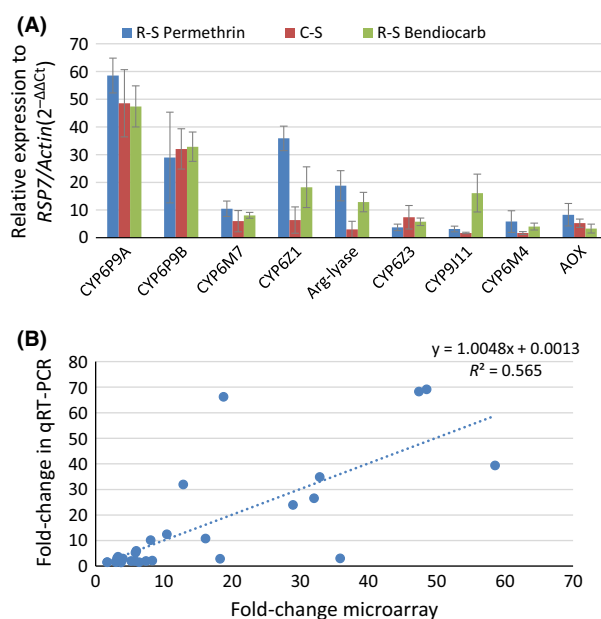 (A)
R-S Permethrin C-S R-S Bendiocarb
Relative expression to
RSP7/Actin(2−ΔΔCt)
70
60
50
40
30
20
10
0
CYP6P9A CYP6P9B CYP6M7 CYP6Z1 Arg-lyase CYP6Z3 CYP9J11 CYP6M4 AOX
(B)
y = 1.0048x + 0.0013
R² = 0.565
Fold-change in qRT-PCR
80
70
60
50
40
30
20
10
0
0 10 20 30 40 50 60 70
Fold-change microarray